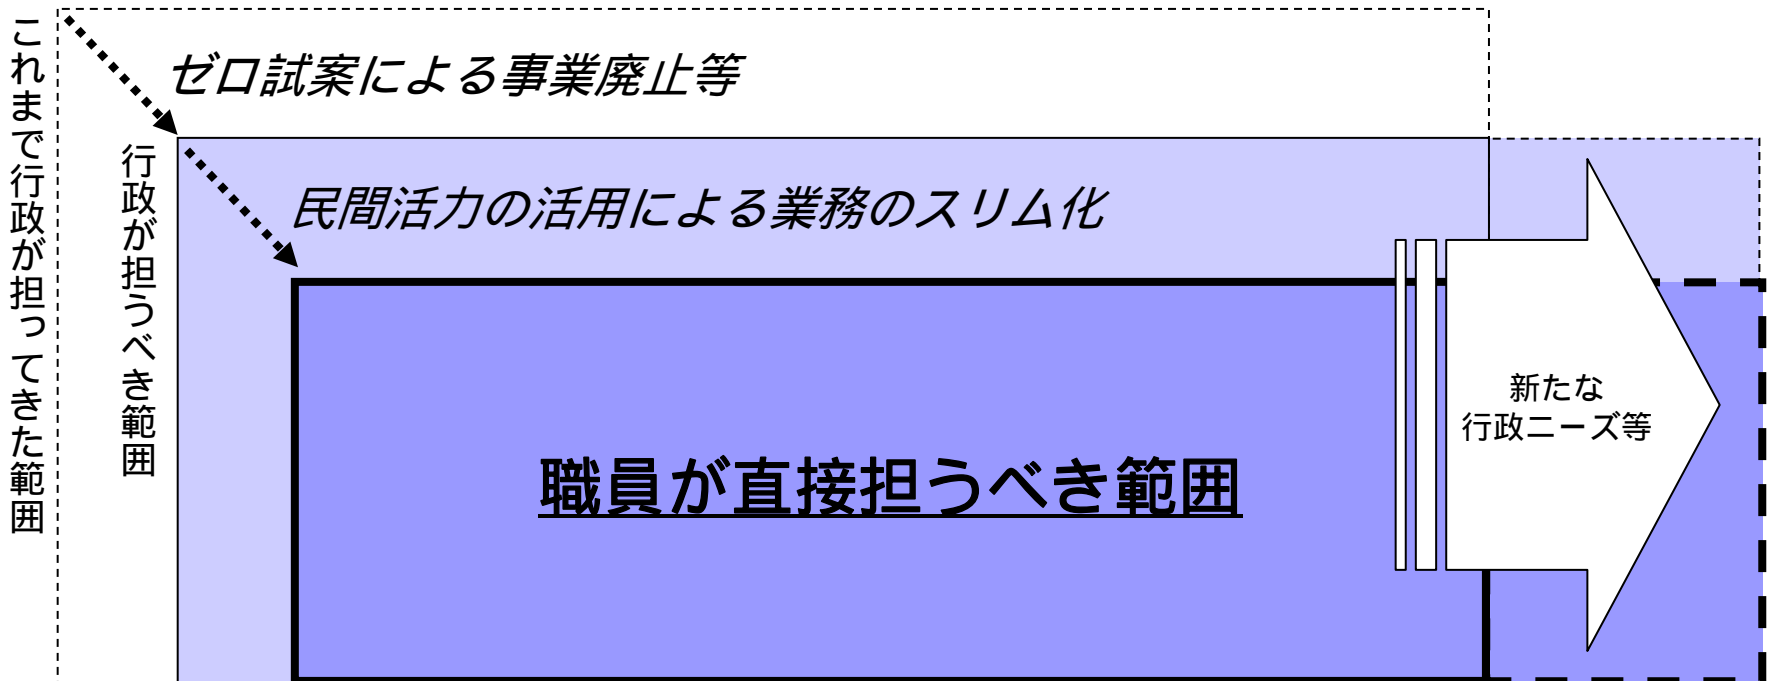 これまで行政が担ってきた範囲
ゼロ試案による事業廃止等
行政が担うべき範囲
民間活力の活用による業務のスリム化
新たな
行政ニーズ等
職員が直接担うべき範囲